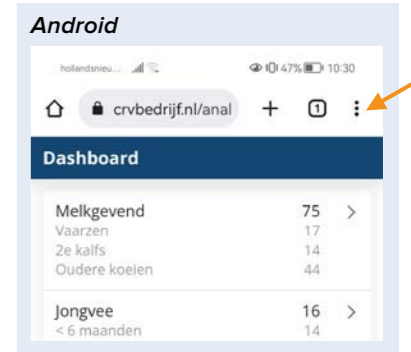 Android
hollandsnieu... 47% 10:30
crvbedrijf.nl/anal 1
Dashboard
Melkgevend 75
Vaarzen 17
2e kalfs 14
Oudere koeien 44
Jongvee 16
< 6 maanden 14